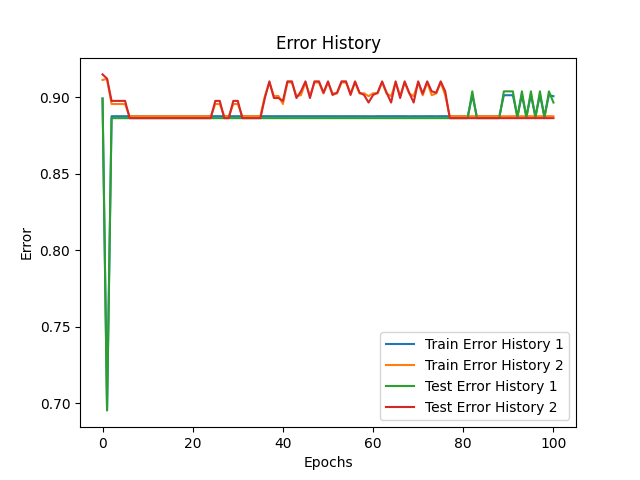 Error History
0.90
0.85
0.80
0.75
0.70
Error
0
20
40
60
80
100
Epochs
Train Error History 1
Train Error History 2
Test Error History 1
Test Error History 2